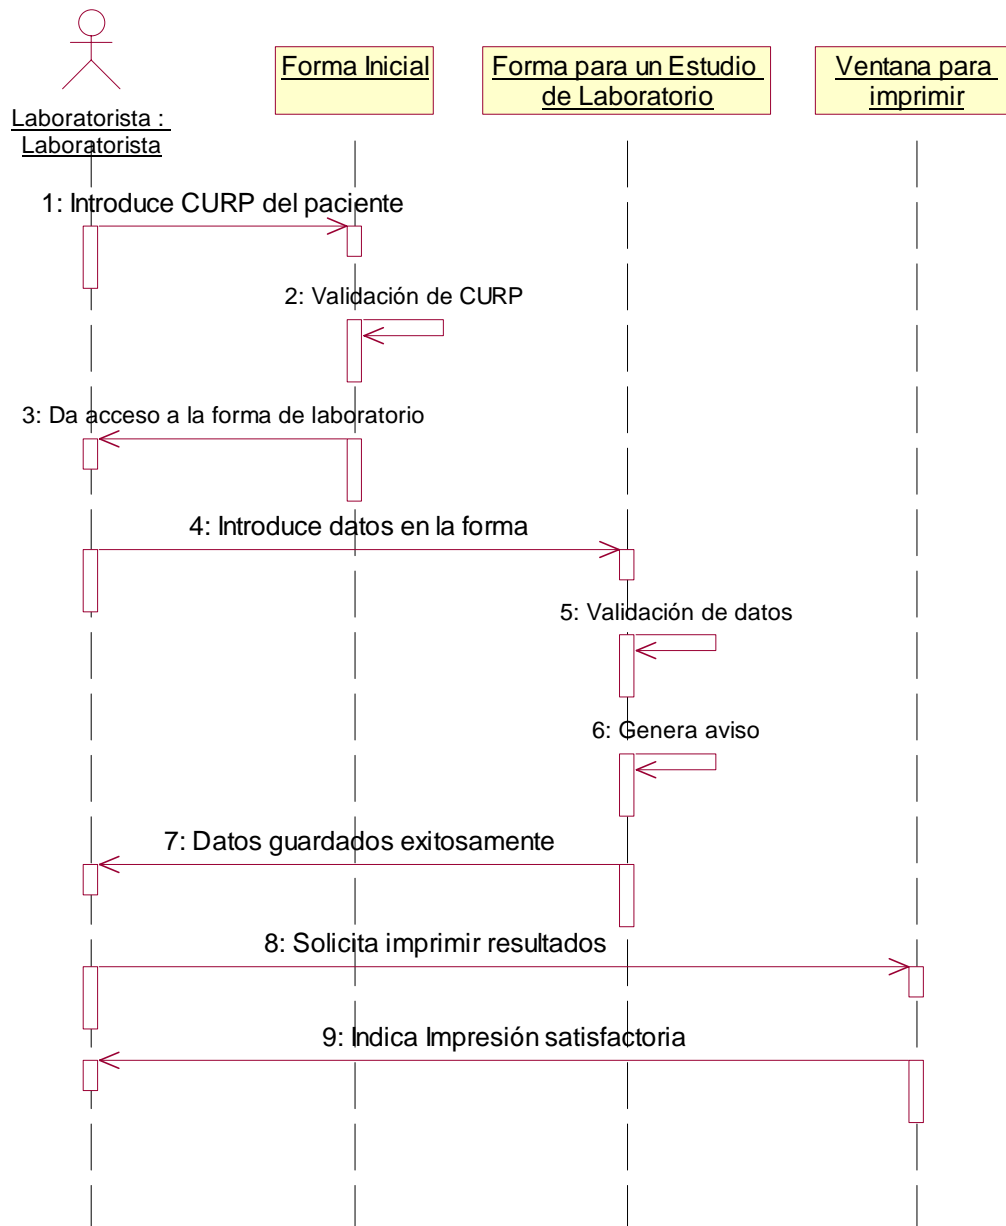 Laboratorista :
Laboratorista
Forma Inicial
Forma para un Estudio
de Laboratorio
Ventana para
imprimir
1: Introduce CURP del paciente
2: Validación de CURP
3: Da acceso a la forma de laboratorio
4: Introduce datos en la forma
5: Validación de datos
6: Genera aviso
7: Datos guardados exitosamente
8: Solicita imprimir resultados
9: Indica Impresión satisfactoria